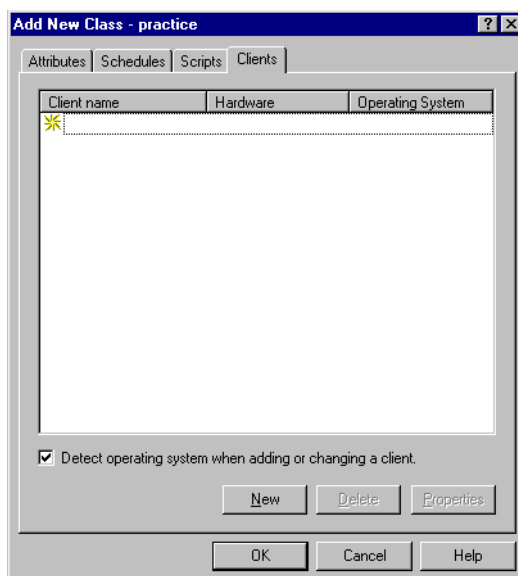 Add New Class - practice
Attributes Schedules Scripts Clients
Client name Hardware Operating System
Detect operating system when adding or changing a client.
New Delete Properties
OK Cancel Help